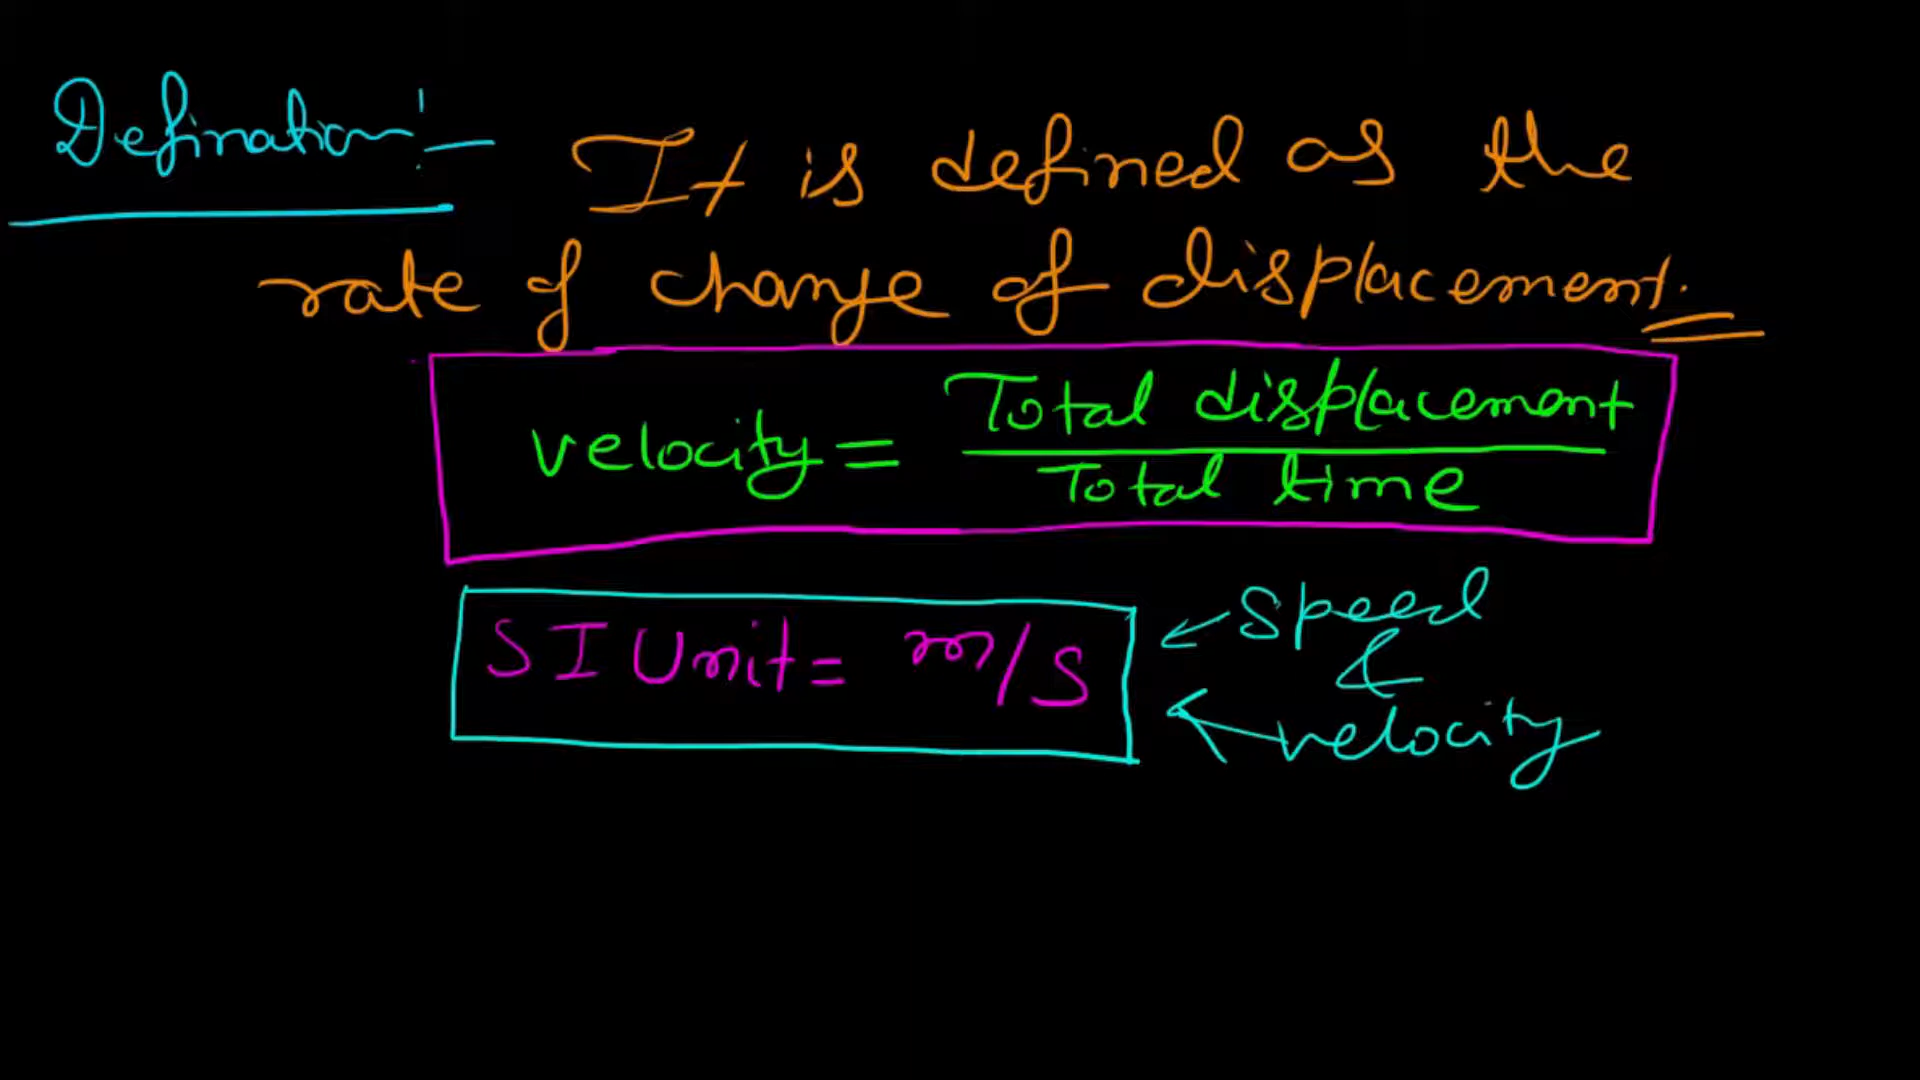 Defination:-
It is defined as the
rate of change of displacement.
velocity = Total displacement
Total time
SI Unit = m/s
speed
&
velocity